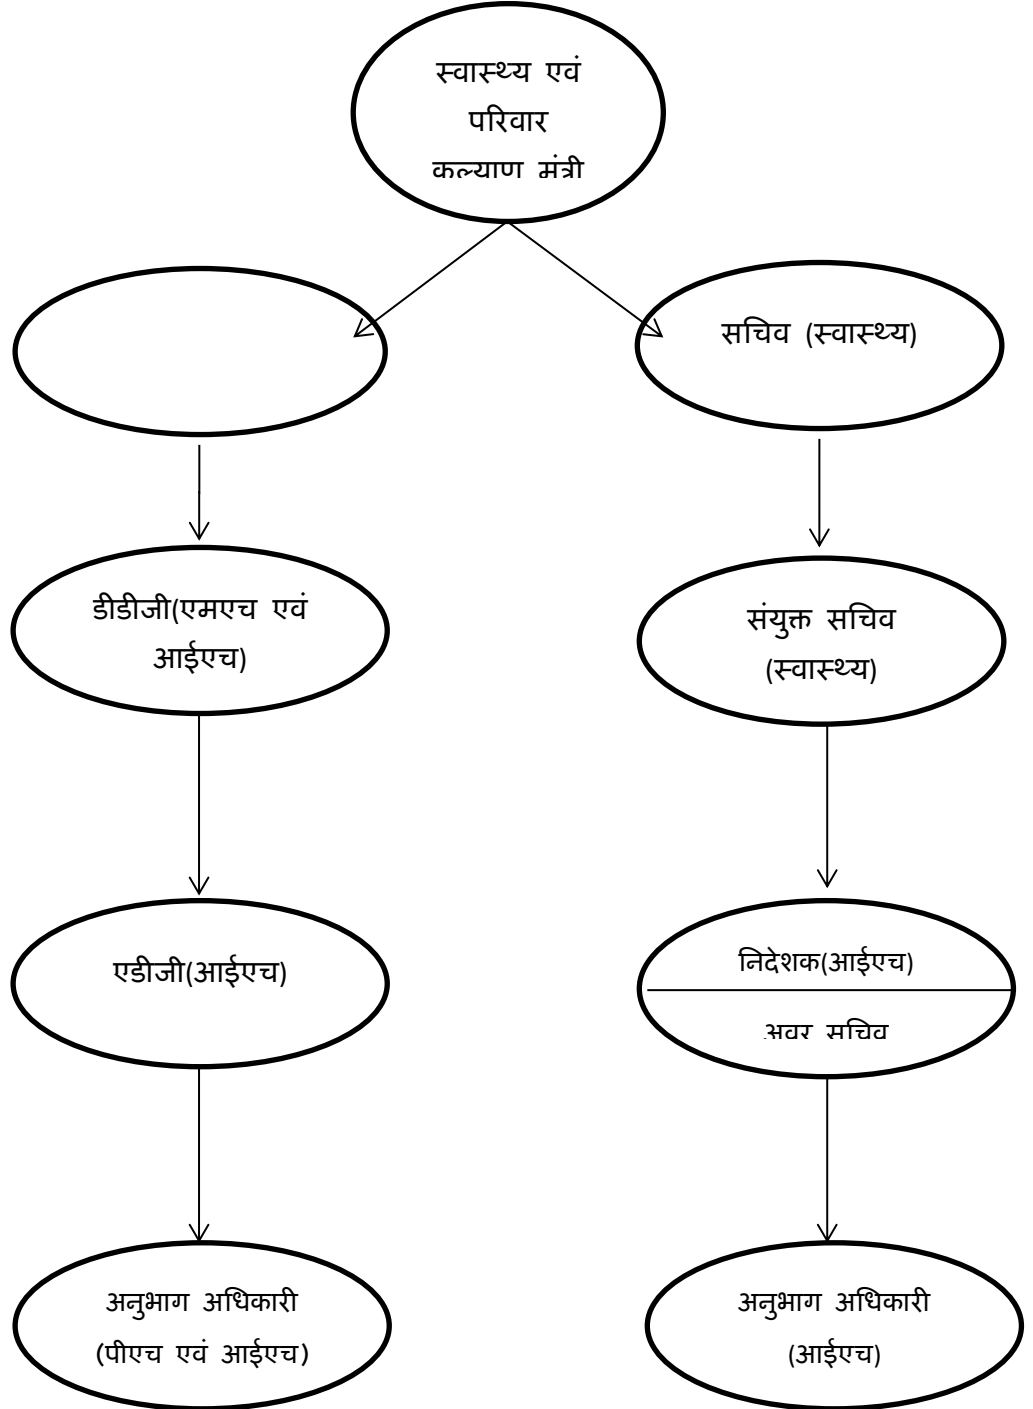 स्वास्थ्य एवं
परिवार
कल्याण मंत्री
सचिव (स्वास्थ्य)
डीडीजी(एमएच एवं
आईएच)
संयुक्त सचिव
(स्वास्थ्य)
एडीजी(आईएच)
निदेशक(आईएच)
अवर सचिव
अनुभाग अधिकारी
(पीएच एवं आईएच)
अनुभाग अधिकारी
(आईएच)